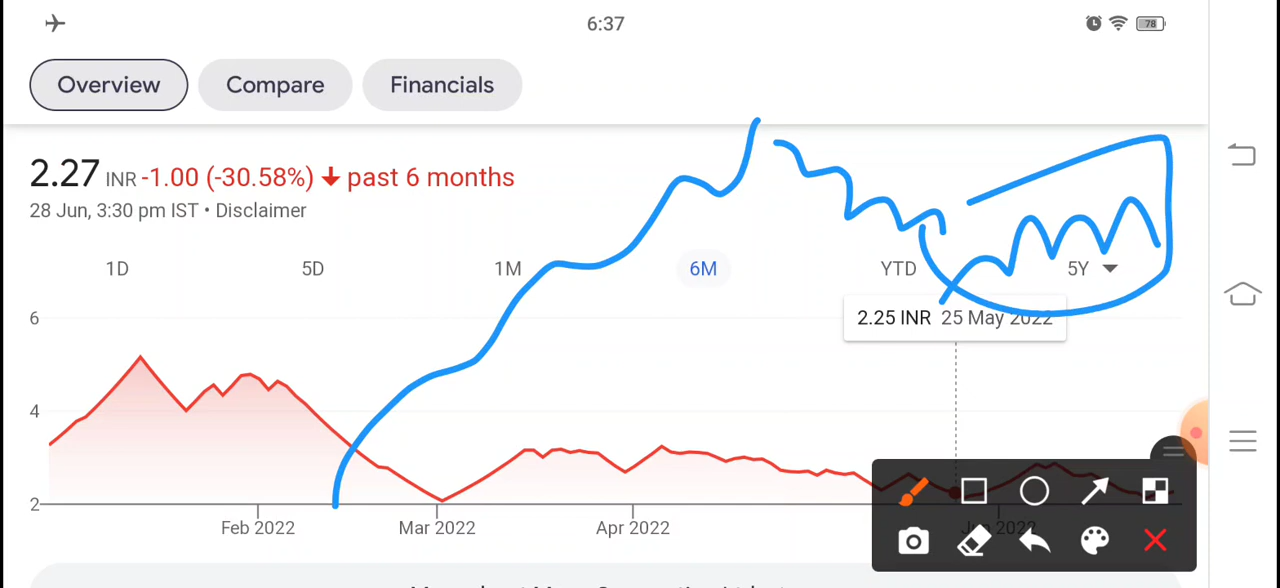 6:37
78
Overview Compare Financials
2.27 INR -1.00 (-30.58%) past 6 months
28 Jun, 3:30 pm IST • Disclaimer
1D 5D 1M 6M YTD 5Y
2.25 INR 25 May 2022
6
4
2
Feb 2022 Mar 2022 Apr 2022 Jun 2022